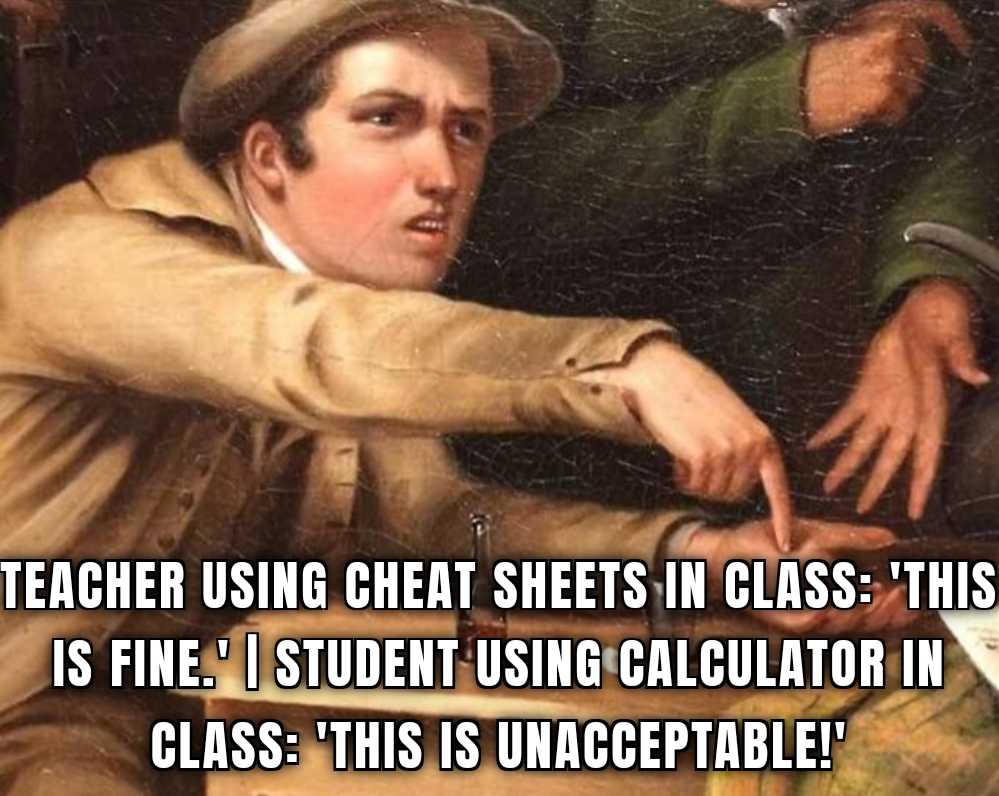 TEACHER USING CHEAT SHEETS IN CLASS: 'THIS
IS FINE.' | STUDENT USING CALCULATOR IN
CLASS: 'THIS IS UNACCEPTABLE!'